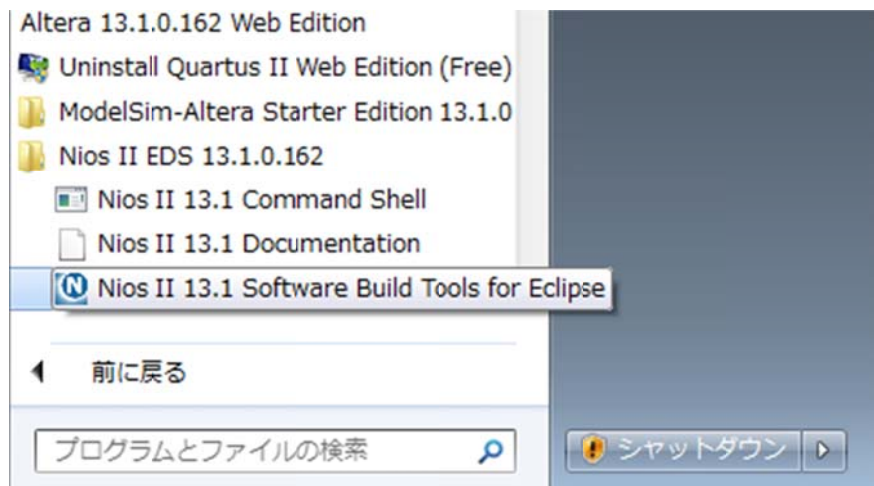 Altera 13.1.0.162 Web Edition
Uninstall Quartus II Web Edition (Free)
ModelSim-Altera Starter Edition 13.1.0
Nios II EDS 13.1.0.162
Nios II 13.1 Command Shell
Nios II 13.1 Documentation
Nios II 13.1 Software Build Tools for Eclipse
前に戻る
プログラムとファイルの検索
シャットダウン